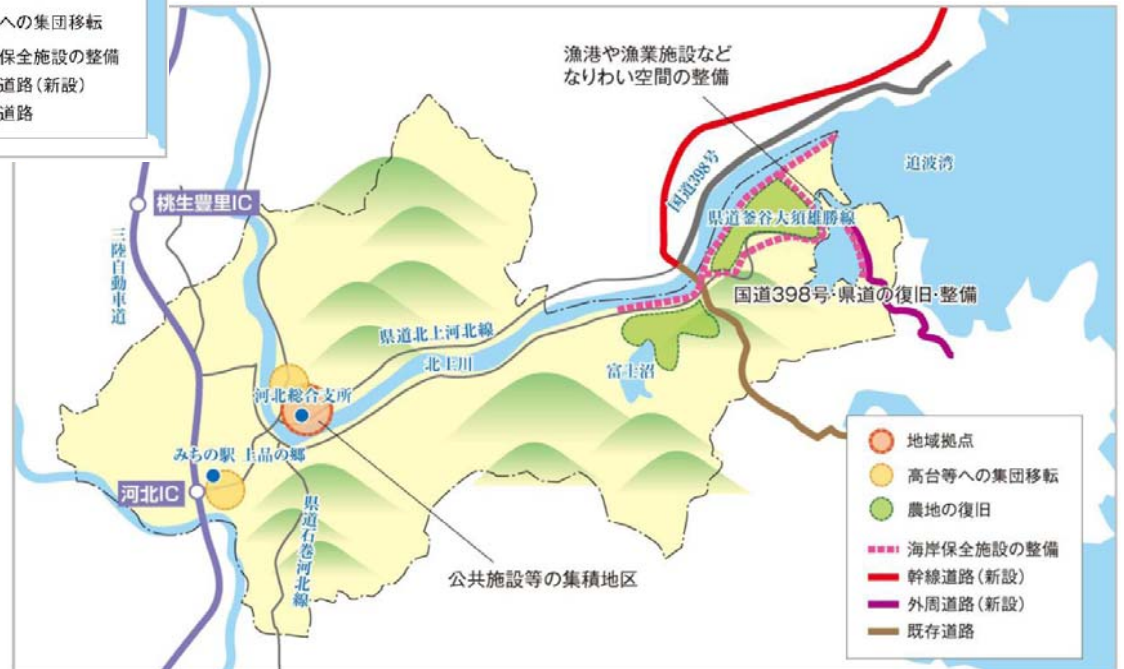 への集団移転
保全施設の整備
道路（新設）
道路
漁港や漁業施設など
なりわい空間の整備
追波湾
国道398号
県道釜谷大須雄勝線
国道398号・県道の復旧・整備
桃生豊里IC
三陸自動車道
県道北上河北線
北上川
富士沼
河北総合支所
みちの駅 上品の郷
河北IC
県道石巻河北線
公共施設等の集積地区
地域拠点
高台等への集団移転
農地の復旧
海岸保全施設の整備
幹線道路（新設）
外周道路（新設）
既存道路